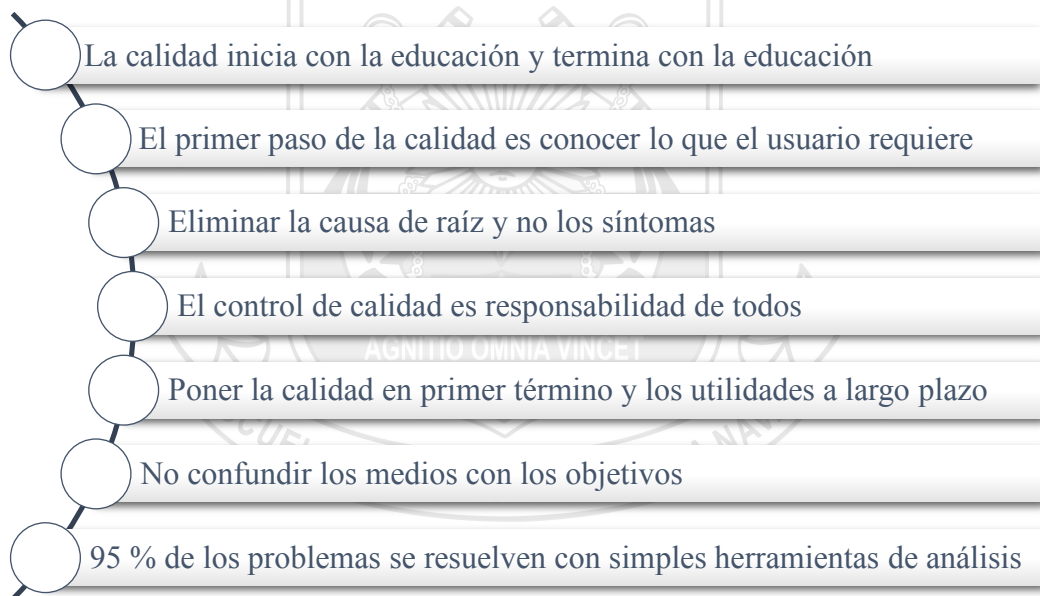 La calidad inicia con la educación y termina con la educación
El primer paso de la calidad es conocer lo que el usuario requiere
Eliminar la causa de raíz y no los síntomas
El control de calidad es responsabilidad de todos
AGNITIO OMNIA VINCET
Poner la calidad en primer término y los utilidades a largo plazo
No confundir los medios con los objetivos
95 % de los problemas se resuelven con simples herramientas de análisis